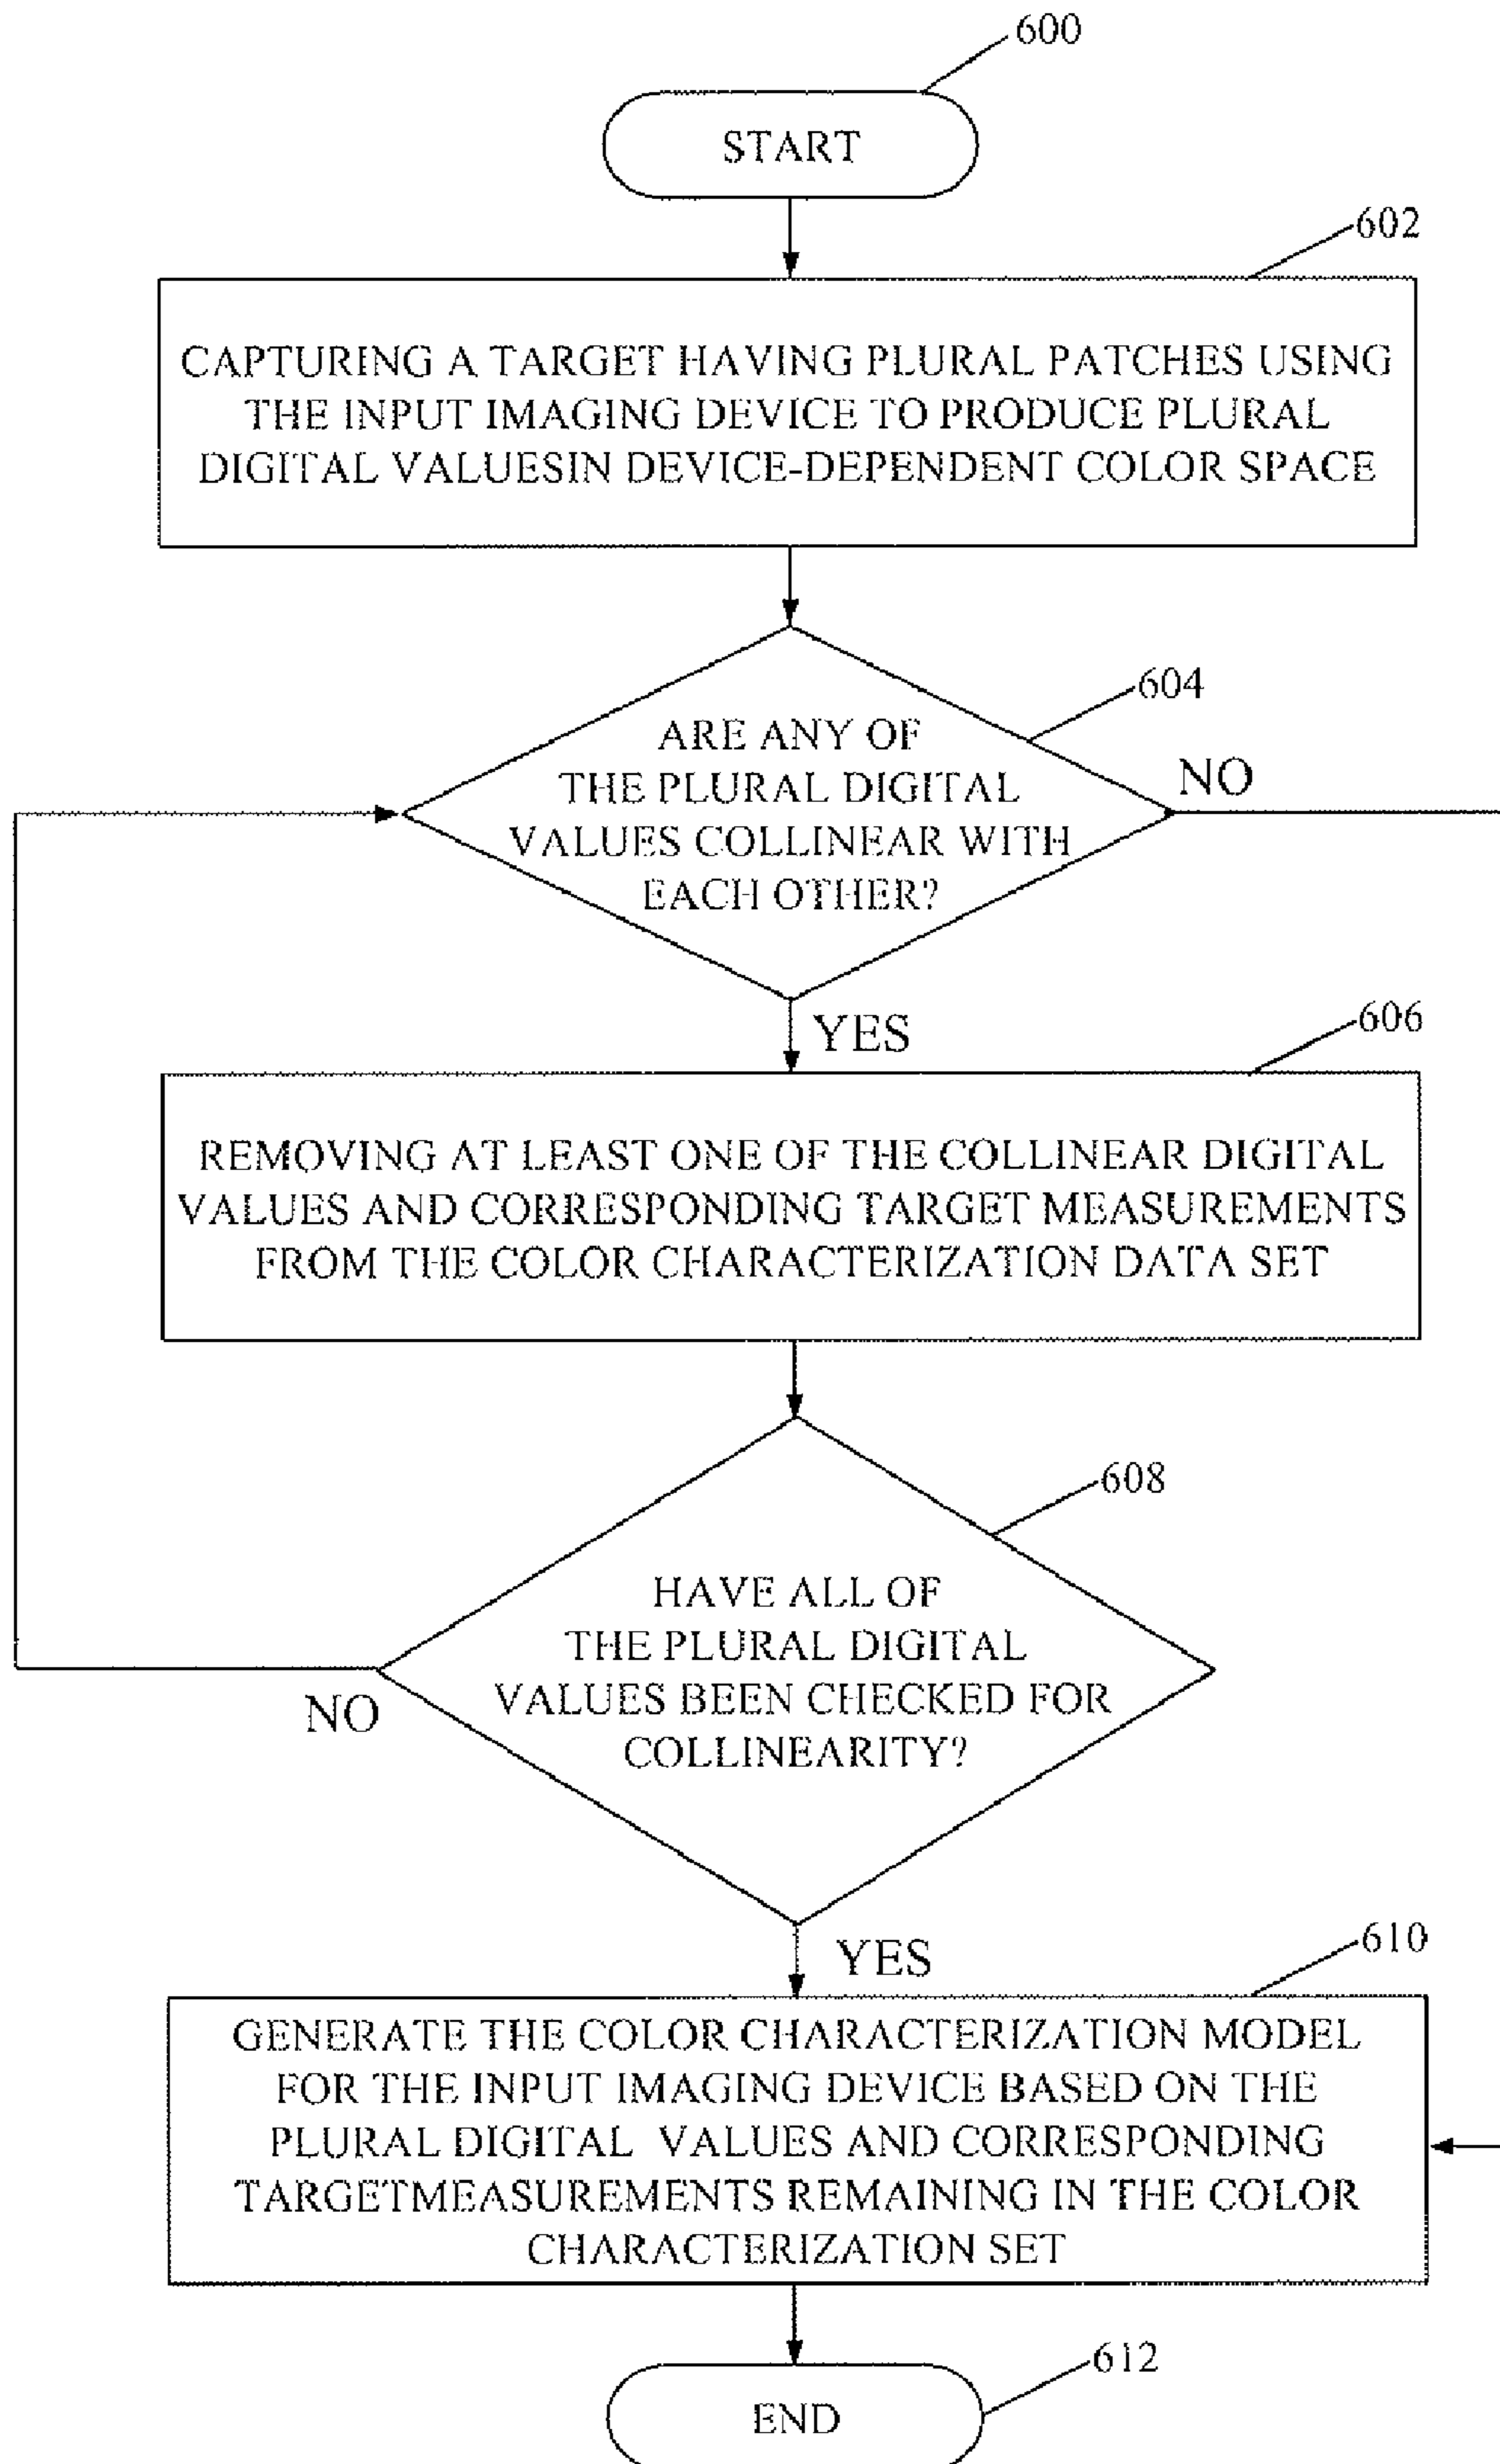 600
START
602
CAPTURING A TARGET HAVING PLURAL PATCHES USING
THE INPUT IMAGING DEVICE TO PRODUCE PLURAL
DIGITAL VALUESIN DEVICE-DEPENDENT COLOR SPACE
604
ARE ANY OF
THE PLURAL DIGITAL
VALUES COLLINEAR WITH
EACH OTHER?
NO
YES
606
REMOVING AT LEAST ONE OF THE COLLINEAR DIGITAL
VALUES AND CORRESPONDING TARGET MEASUREMENTS
FROM THE COLOR CHARACTERIZATION DATA SET
608
HAVE ALL OF
THE PLURAL DIGITAL
VALUES BEEN CHECKED FOR
COLLINEARITY?
NO
YES
610
GENERATE THE COLOR CHARACTERIZATION MODEL
FOR THE INPUT IMAGING DEVICE BASED ON THE
PLURAL DIGITAL VALUES AND CORRESPONDING
TARGETMEASUREMENTS REMAINING IN THE COLOR
CHARACTERIZATION SET
612
END